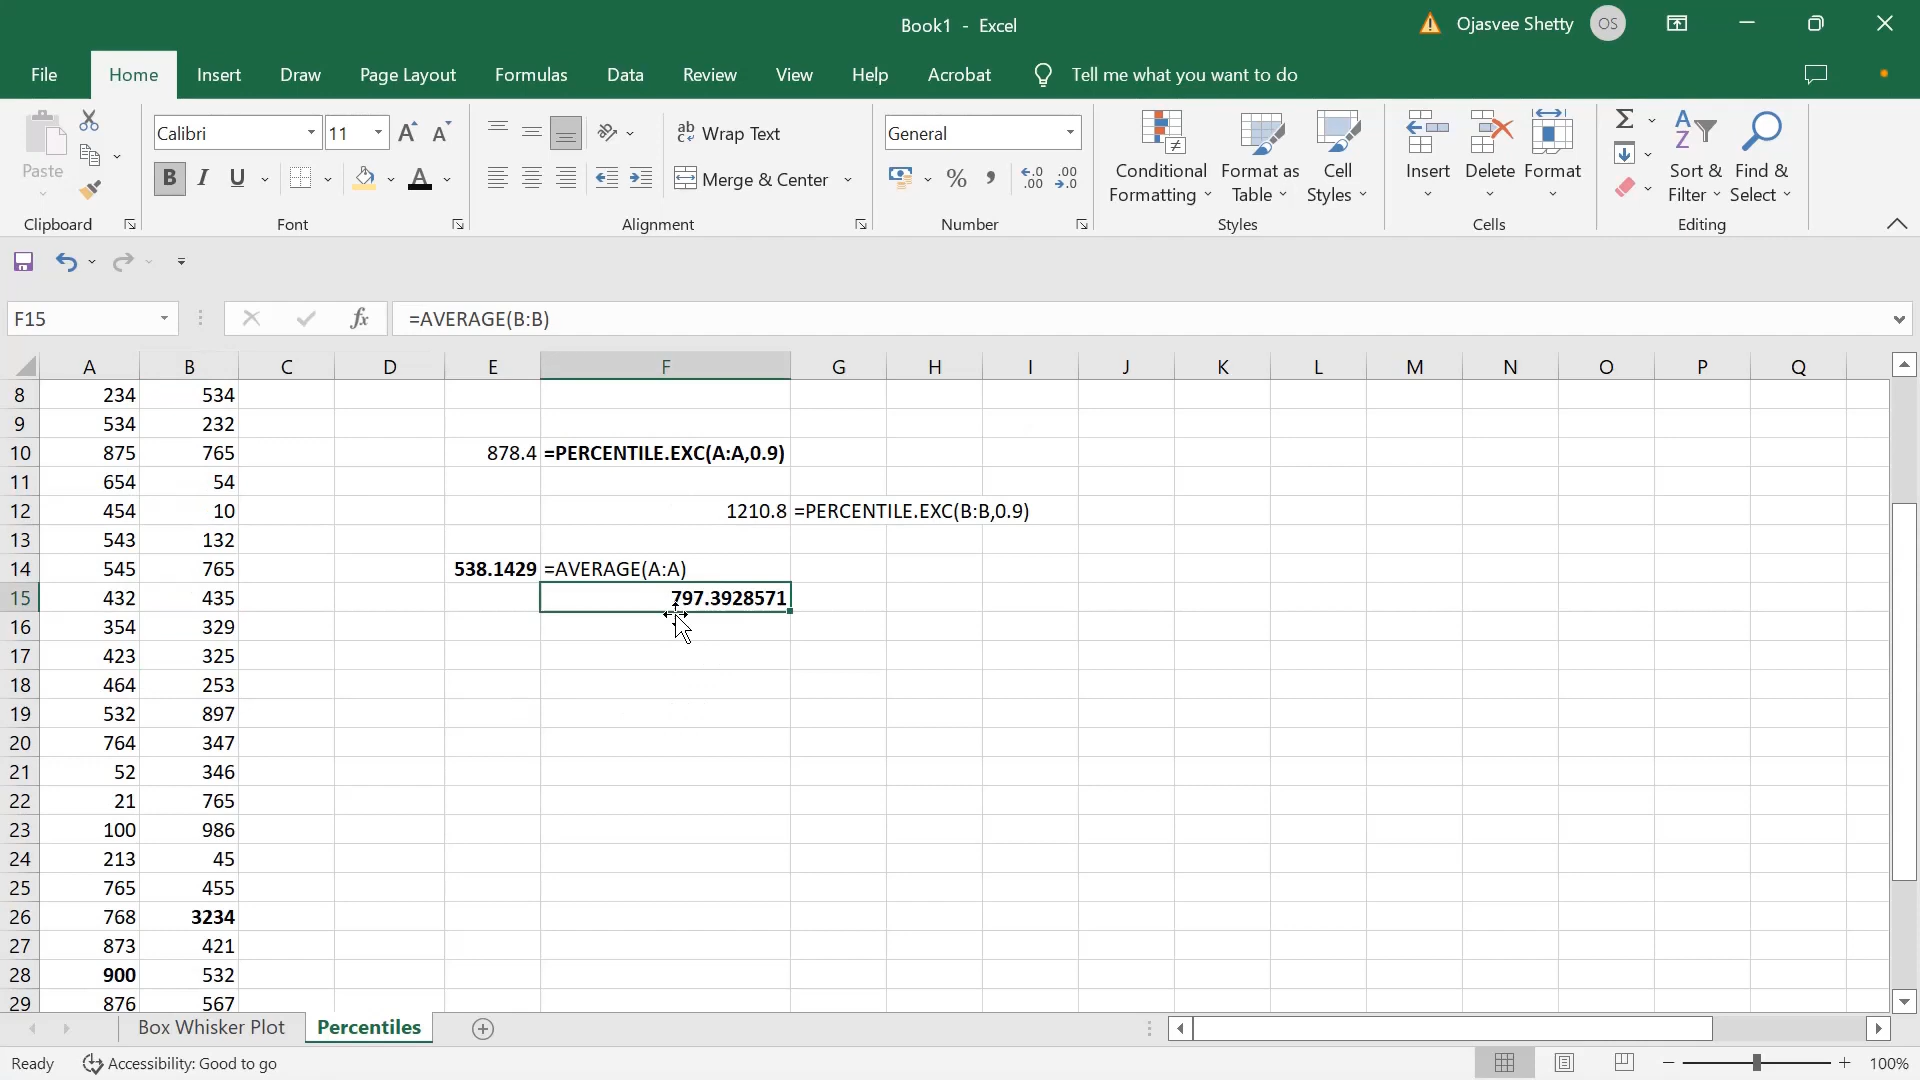 Book1 - Excel
Ojasvee Shetty OS
File Home Insert Draw Page Layout Formulas Data Review View Help Acrobat Tell me what you want to do
Paste
Calibri 11
Wrap Text
General
B I U
Merge & Center
Conditional Formatting
Format as Table
Cell Styles
Insert Delete Format
Sort & Filter
Find & Select
Clipboard Font Alignment Number Styles Cells Editing
F15 fx =AVERAGE(B:B)
A B C D E F G H I J K L M N O P Q
8 234 534
9 534 232
10 875 765 878.4 =PERCENTILE.EXC(A:A,0.9)
11 654 54
12 454 10 1210.8 =PERCENTILE.EXC(B:B,0.9)
13 543 132
14 545 765 538.1429 =AVERAGE(A:A)
15 432 435 797.3928571
16 354 329
17 423 325
18 464 253
19 532 897
20 764 347
21 52 346
22 21 765
23 100 986
24 213 45
25 765 455
26 768 3234
27 873 421
28 900 532
29 876 567
Box Whisker Plot Percentiles
Ready Accessibility: Good to go 100%